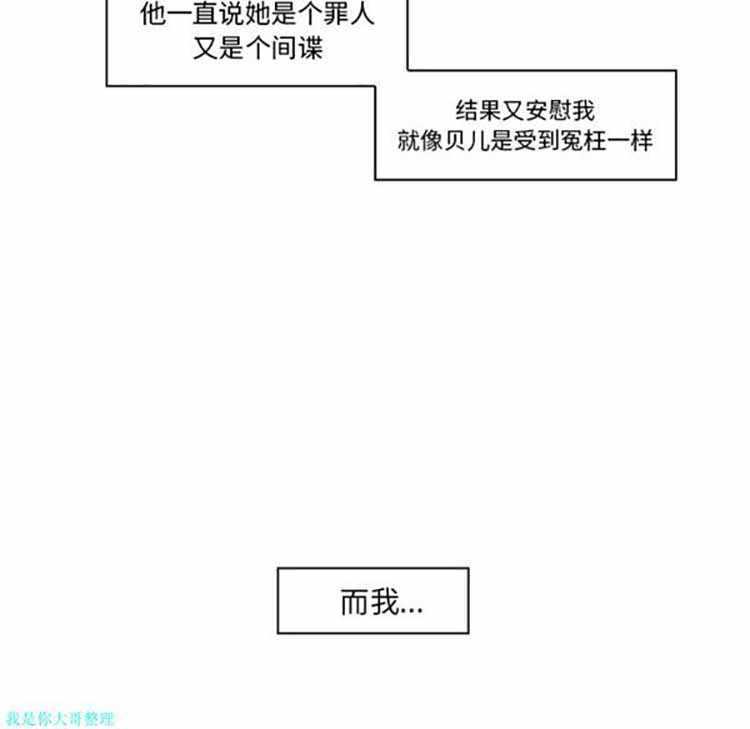 他一直说她是个罪人
又是个间谍
结果又安慰我
就像贝儿是受到冤枉一样
而我...
我是你大哥整理